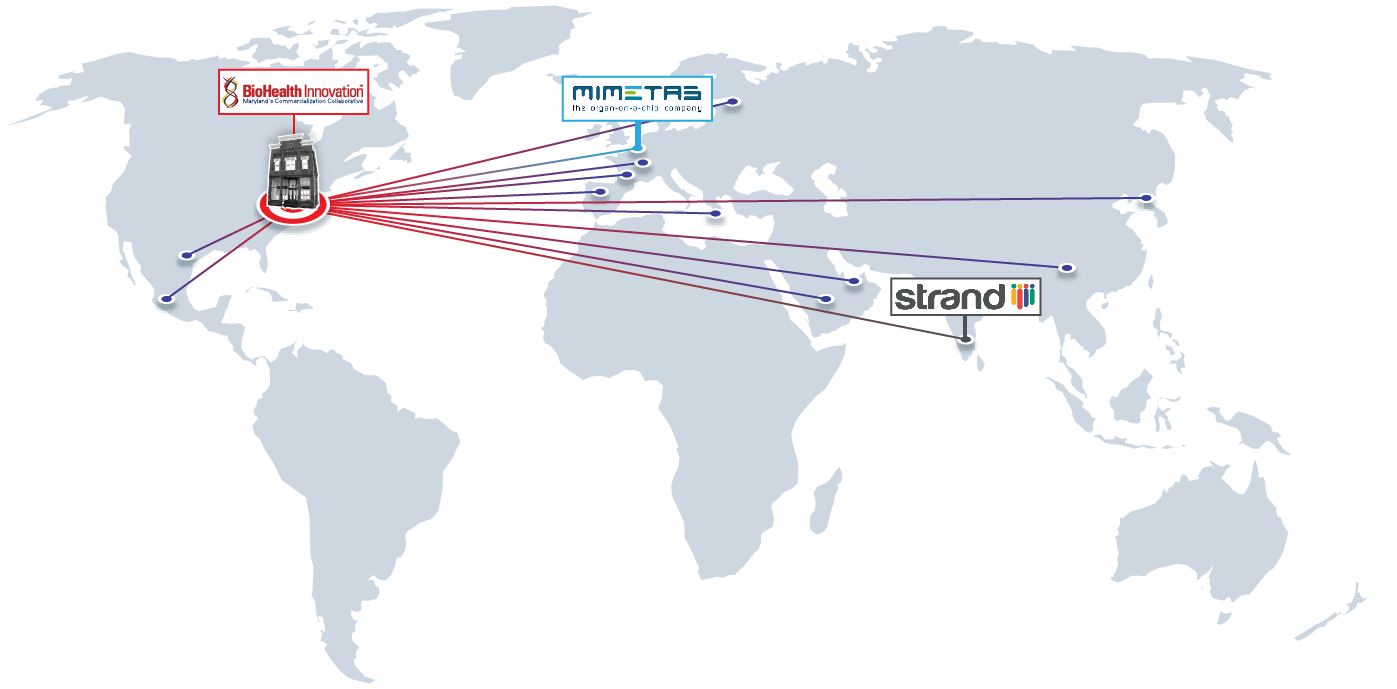 BioHealth Innovation
Maryland's Commercialization Collaborative
MIMETAS
the organ-on-a-chip company
strand